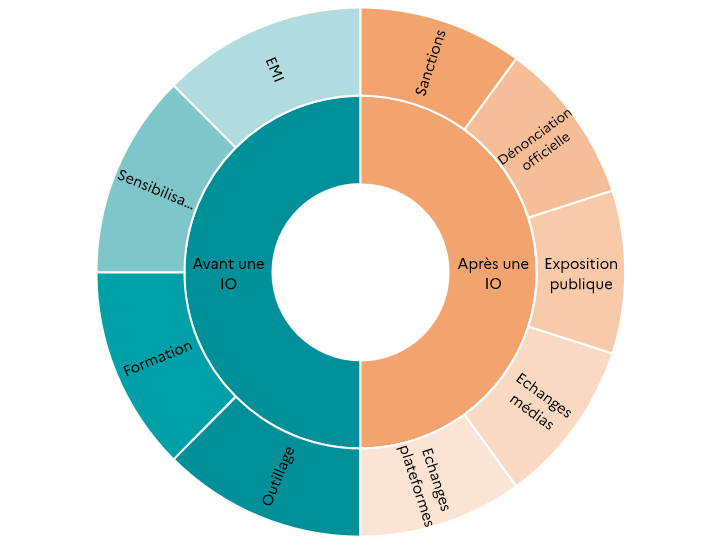 EMI
Sanctions
Dénonciation
officielle
Sensibilisa...
Avant une
IO
Après une
IO
Exposition
publique
Formation
Echanges
médias
Outillage
Echanges
plateformes